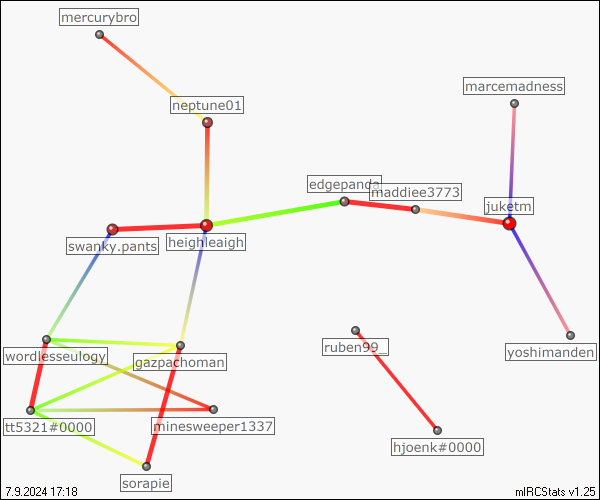 mercurybro
marcemadness
neptune01
edgepanda
maddiee3773
juketm
swanky.pants
heighleaigh
wordlesseulogy
gazpachoman
ruben99_
yoshimanden
tt5321#0000
minesweeper1337
hjoenk#0000
sorapie
7.9.2024 17:18
mIRCStats v1.25